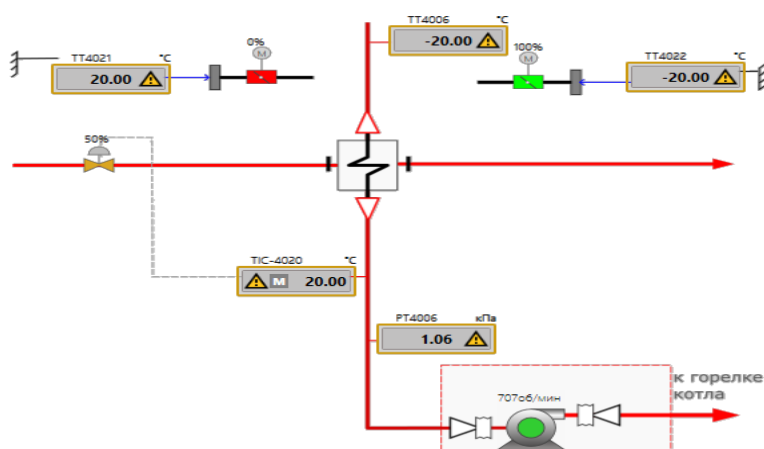 TT4006 °C
-20.00
TT4021 °C
20.00
0%
M
100%
M
TT4022 °C
-20.00
50%
TIC-4020 °C
M 20.00
PT4006 кПа
1.06
к горелке
котла
707об/мин